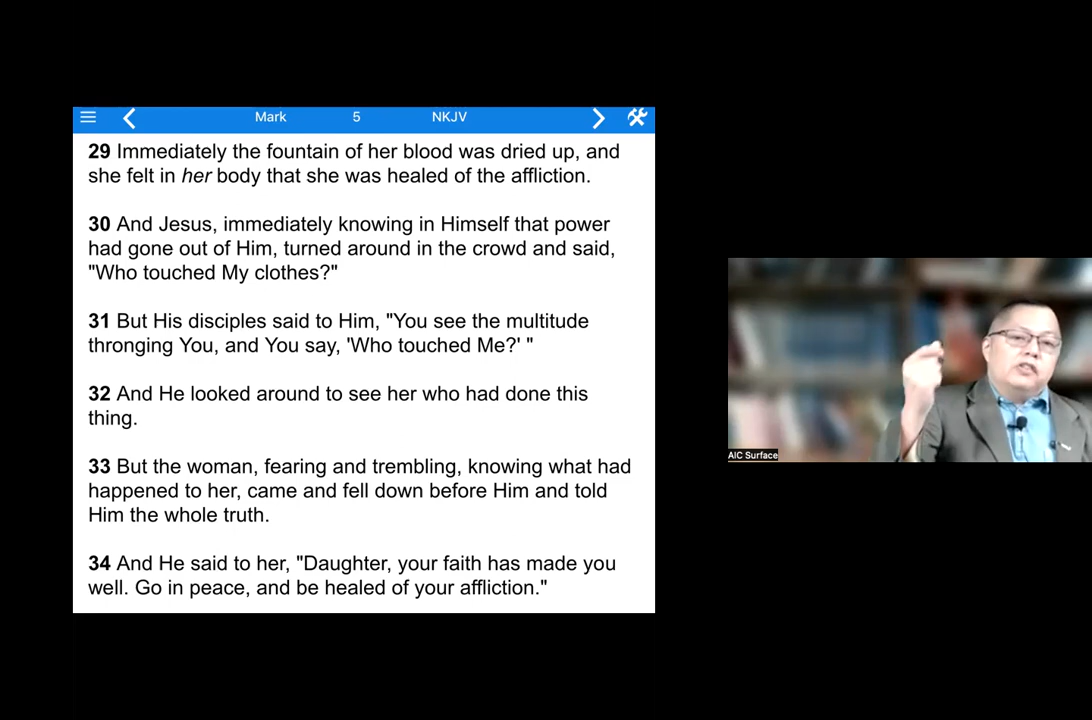 Mark 5 NKJV
29 Immediately the fountain of her blood was dried up, and
she felt in her body that she was healed of the affliction.
30 And Jesus, immediately knowing in Himself that power
had gone out of Him, turned around in the crowd and said,
"Who touched My clothes?"
31 But His disciples said to Him, "You see the multitude
thronging You, and You say, 'Who touched Me?' "
32 And He looked around to see her who had done this
thing.
33 But the woman, fearing and trembling, knowing what had
happened to her, came and fell down before Him and told
Him the whole truth.
34 And He said to her, "Daughter, your faith has made you
well. Go in peace, and be healed of your affliction."
AIC Surface